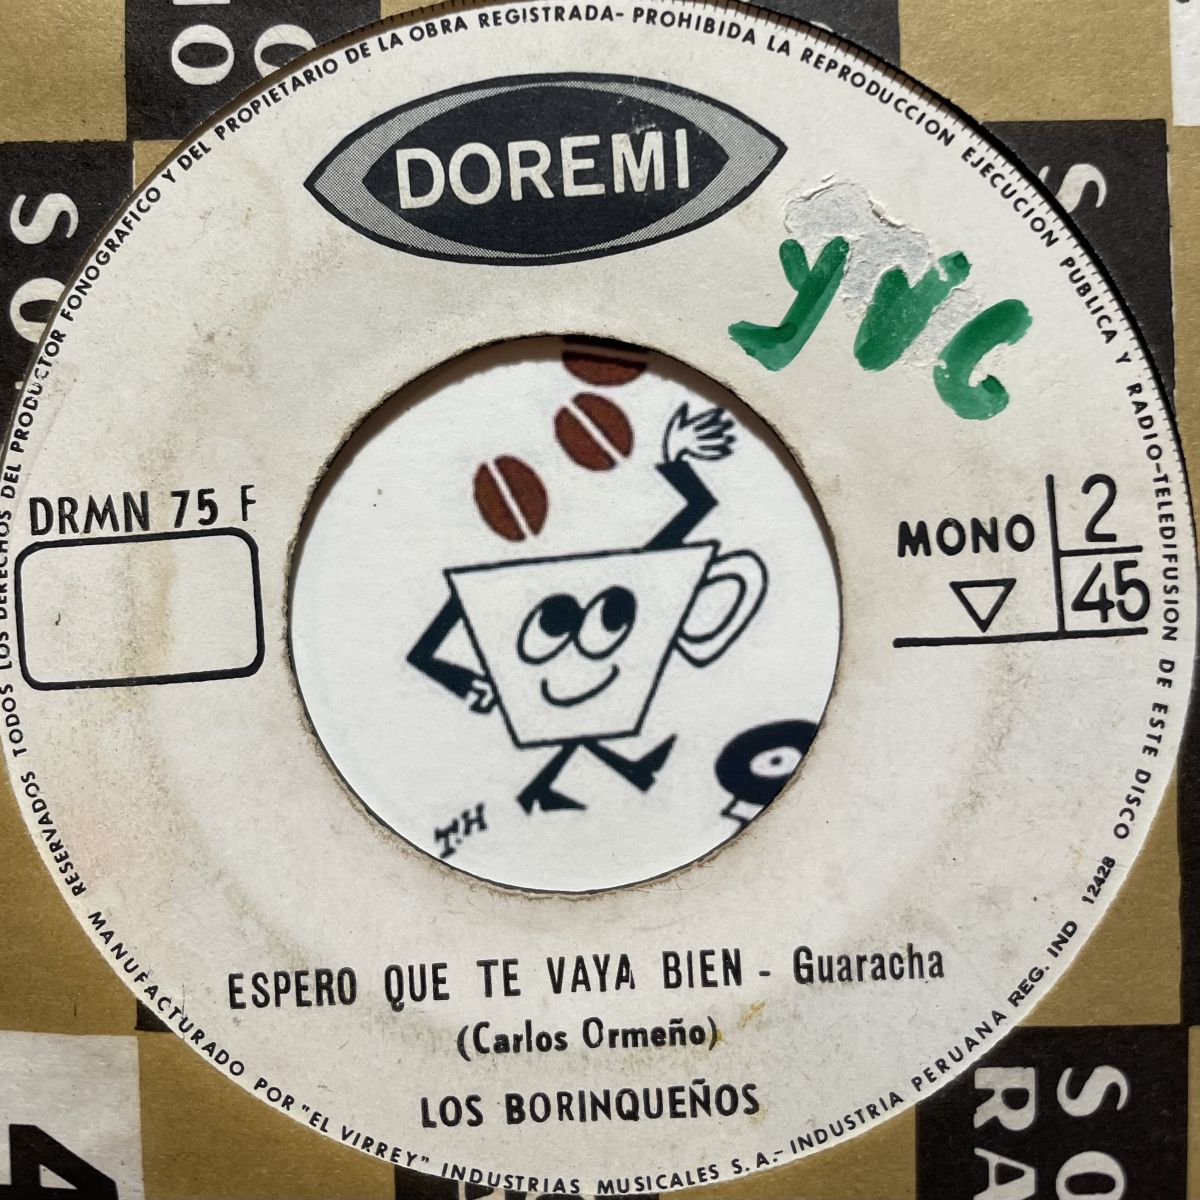 TODOS LOS DERECHOS DEL PRODUCTOR FONOGRAFICO Y DEL PROPIETARIO DE LA OBRA REGISTRADA - PROHIBIDA LA REPRODUCCION EJECUCION PUBLICA Y RADIO-TELEDIFUSION DE ESTE DISCO
DOREMI
DRMN 75 F
MONO
2
45
T.H
ESPERO QUE TE VAYA BIEN - Guaracha
(Carlos Ormeño)
LOS BORINQUEÑOS
RESERVADOS
MANUFACTURADO POR "EL VIRREY" INDUSTRIAS MUSICALES S. A.- INDUSTRIA PERUANA REG. IND 12428